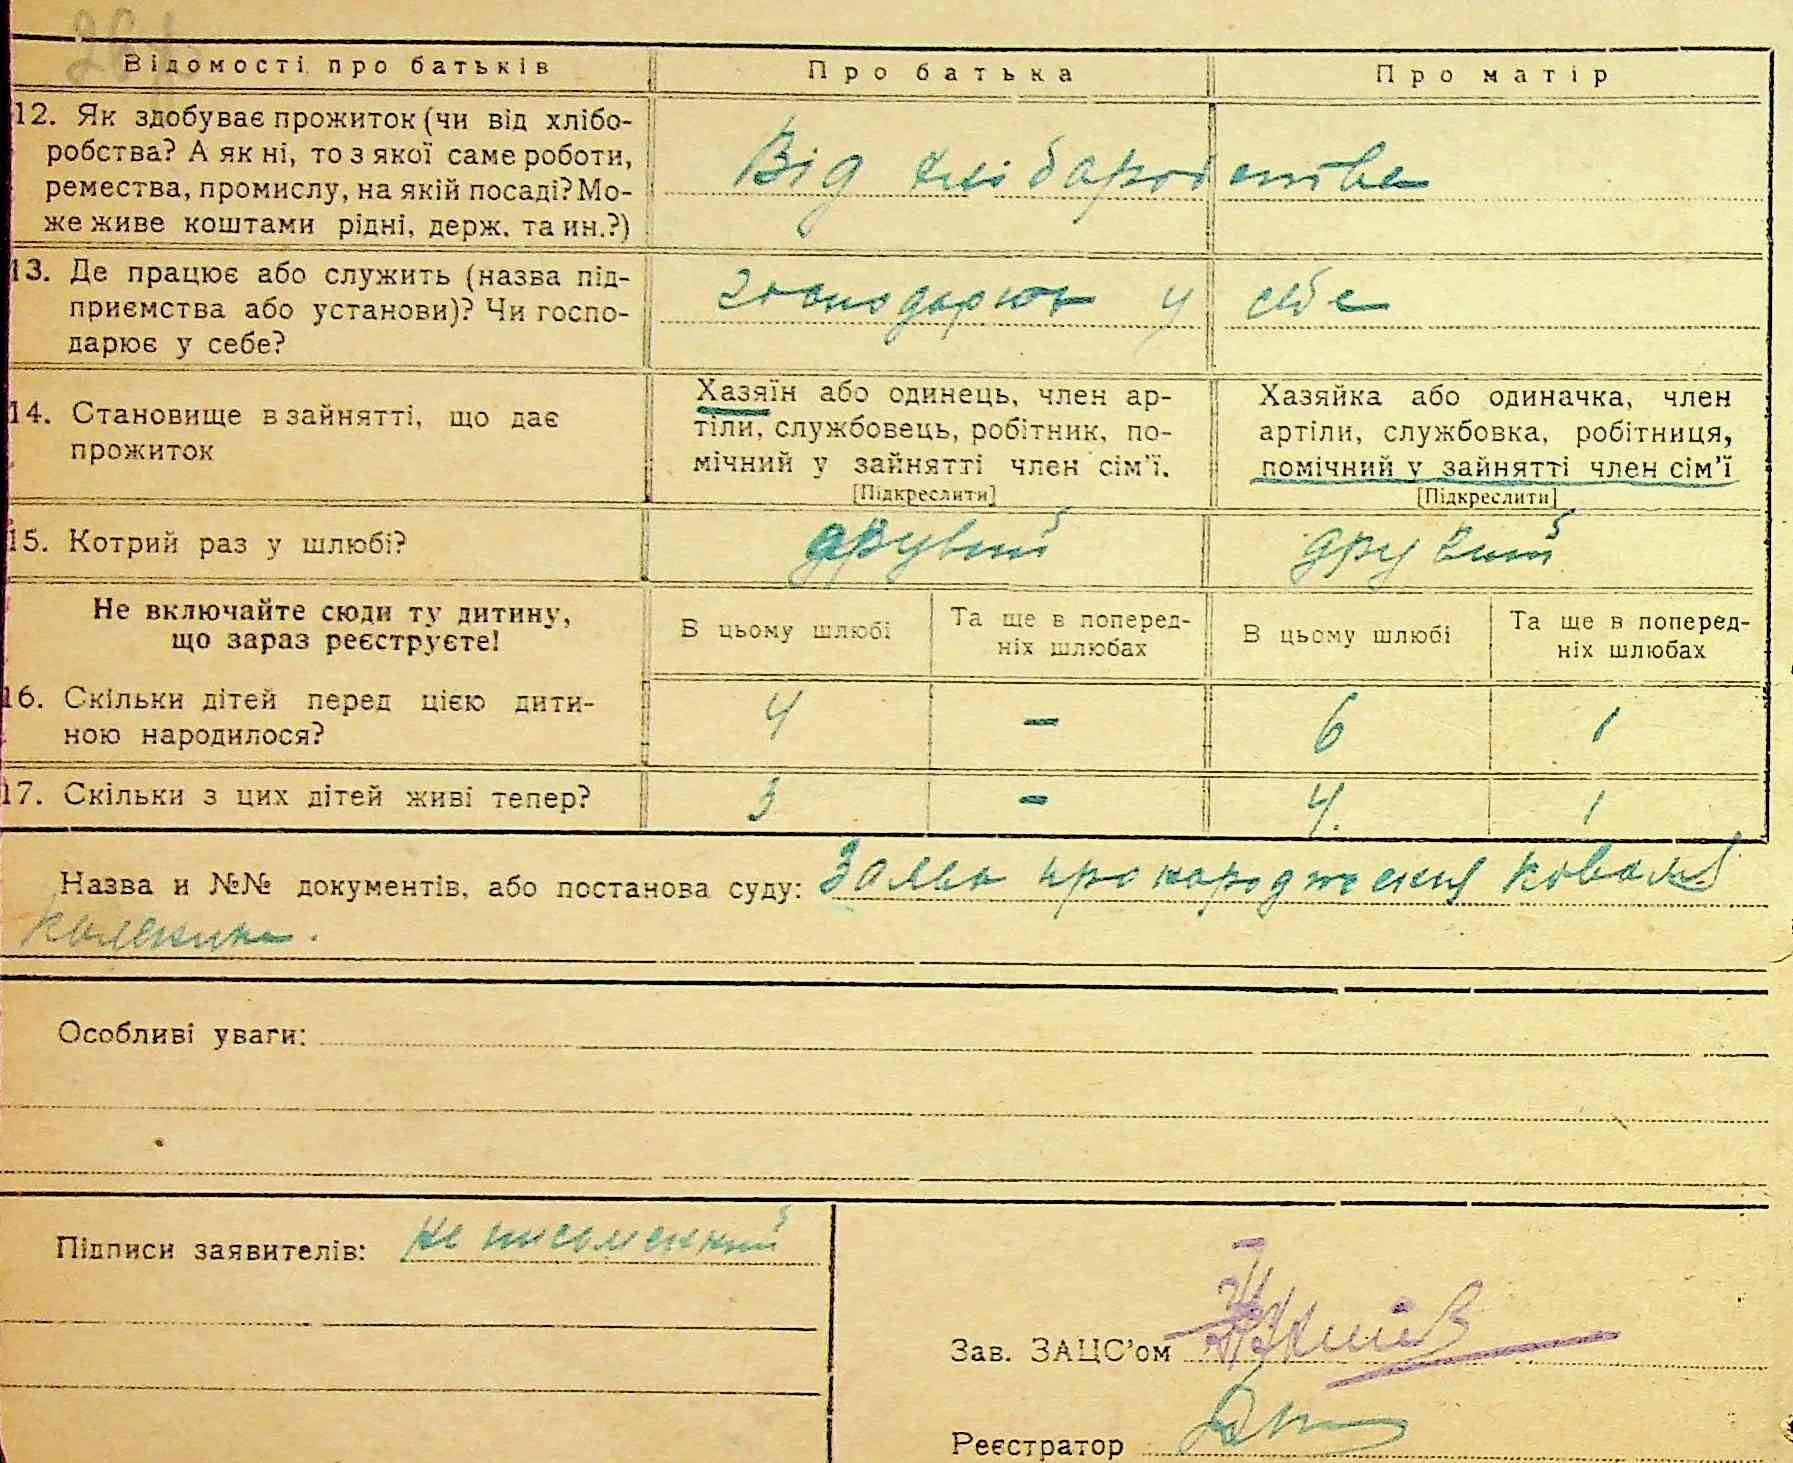 Відомості про батьків
Про батька
Про матір
12. Як здобуває прожиток (чи від хлібо-
робства? А як ні, то з якої саме роботи,
ремества, промислу, на якій посаді? Мо-
же живе коштами рідні, держ. та ин.?)
Від хліборобства
13. Де працює або служить (назва під-
приємства або установи)? Чи госпо-
дарює у себе?
господарює у себе
14. Становище в зайнятті, що дає
прожиток
Хазяїн або одинець, член ар-
тіли, службовець, робітник, по-
мічний у зайнятті член сім'ї.
[Підкреслити]
Хазяйка або одиначка, член
артіли, службовка, робітниця,
помічний у зайнятті член сім'ї
[Підкреслити]
15. Котрий раз у шлюбі?
другий
другий
Не включайте сюди ту дитину,
що зараз реєструєте!
В цьому шлюбі
Та ще в поперед-
ніх шлюбах
В цьому шлюбі
Та ще в поперед-
ніх шлюбах
16. Скільки дітей перед цією дити-
ною народилося?
4 - 6 1
17. Скільки з цих дітей живі тепер?
3 - 4. 1
Назва и №№ документів, або постанова суду: Заява про народження
Особливі уваги:
Підписи заявителів: не письменний
Зав. ЗАЦС'ом
Реєстратор